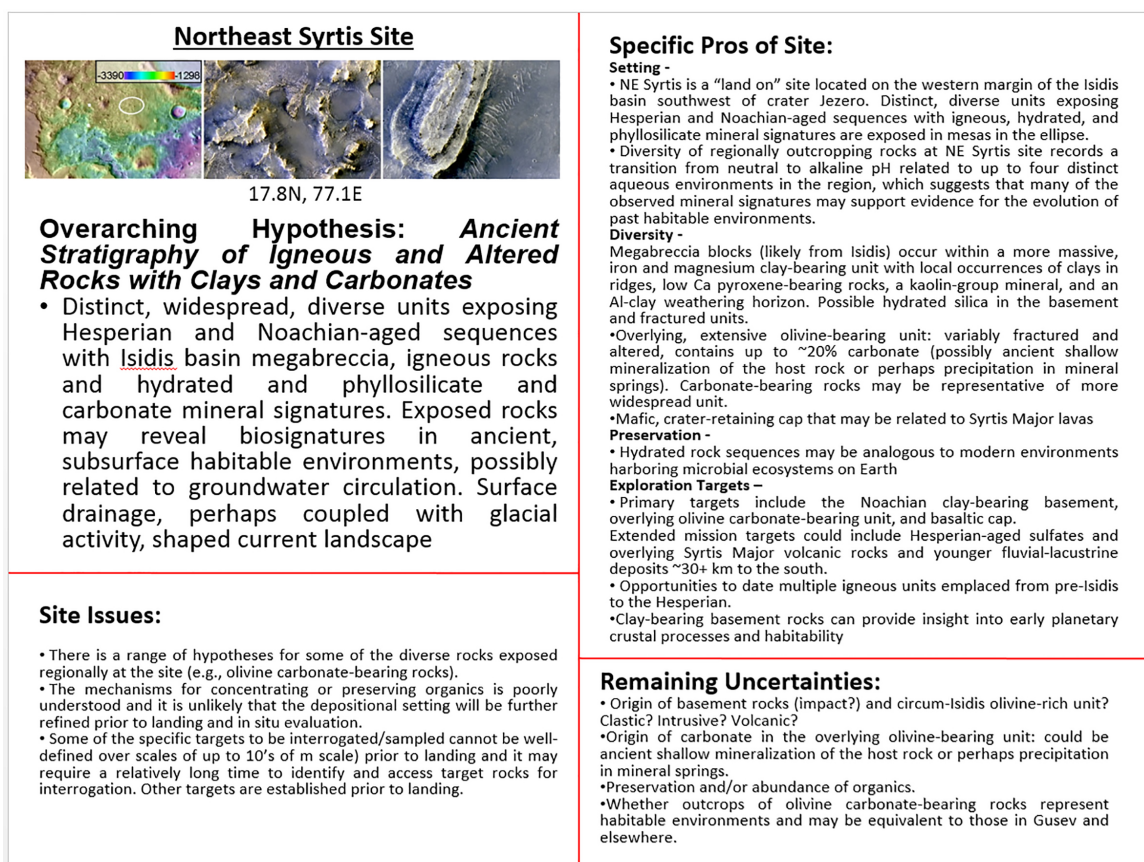 Northeast Syrtis Site
-3390
-1298
17.8N, 77.1E
Overarching Hypothesis: Ancient
Stratigraphy of Igneous and Altered
Rocks with Clays and Carbonates
• Distinct, widespread, diverse units exposing
Hesperian and Noachian-aged sequences
with Isidis basin megabreccia, igneous rocks
and hydrated and phyllosilicate and
carbonate mineral signatures. Exposed rocks
may reveal biosignatures in ancient,
subsurface habitable environments, possibly
related to groundwater circulation. Surface
drainage, perhaps coupled with glacial
activity, shaped current landscape
Site Issues:
• There is a range of hypotheses for some of the diverse rocks exposed
regionally at the site (e.g., olivine carbonate-bearing rocks).
• The mechanisms for concentrating or preserving organics is poorly
understood and it is unlikely that the depositional setting will be further
refined prior to landing and in situ evaluation.
• Some of the specific targets to be interrogated/sampled cannot be well-
defined over scales of up to 10's of m scale) prior to landing and it may
require a relatively long time to identify and access target rocks for
interrogation. Other targets are established prior to landing.
Specific Pros of Site:
Setting -
• NE Syrtis is a “land on” site located on the western margin of the Isidis
basin southwest of crater Jezero. Distinct, diverse units exposing
Hesperian and Noachian-aged sequences with igneous, hydrated, and
phyllosilicate mineral signatures are exposed in mesas in the ellipse.
• Diversity of regionally outcropping rocks at NE Syrtis site records a
transition from neutral to alkaline pH related to up to four distinct
aqueous environments in the region, which suggests that many of the
observed mineral signatures may support evidence for the evolution of
past habitable environments.
Diversity -
Megabreccia blocks (likely from Isidis) occur within a more massive,
iron and magnesium clay-bearing unit with local occurrences of clays in
ridges, low Ca pyroxene-bearing rocks, a kaolin-group mineral, and an
Al-clay weathering horizon. Possible hydrated silica in the basement
and fractured units.
•Overlying, extensive olivine-bearing unit: variably fractured and
altered, contains up to ~20% carbonate (possibly ancient shallow
mineralization of the host rock or perhaps precipitation in mineral
springs). Carbonate-bearing rocks may be representative of more
widespread unit.
•Mafic, crater-retaining cap that may be related to Syrtis Major lavas
Preservation -
• Hydrated rock sequences may be analogous to modern environments
harboring microbial ecosystems on Earth
Exploration Targets –
• Primary targets include the Noachian clay-bearing basement,
overlying olivine carbonate-bearing unit, and basaltic cap.
Extended mission targets could include Hesperian-aged sulfates and
overlying Syrtis Major volcanic rocks and younger fluvial-lacustrine
deposits ~30+ km to the south.
• Opportunities to date multiple igneous units emplaced from pre-Isidis
to the Hesperian.
•Clay-bearing basement rocks can provide insight into early planetary
crustal processes and habitability
Remaining Uncertainties:
• Origin of basement rocks (impact?) and circum-Isidis olivine-rich unit?
Clastic? Intrusive? Volcanic?
•Origin of carbonate in the overlying olivine-bearing unit: could be
ancient shallow mineralization of the host rock or perhaps precipitation
in mineral springs.
•Preservation and/or abundance of organics.
•Whether outcrops of olivine carbonate-bearing rocks represent
habitable environments and may be equivalent to those in Gusev and
elsewhere.